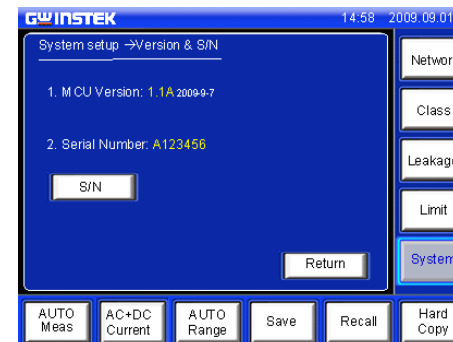 GWINSTEK 14:58 2009.09.01
System setup →Version & S/N
Networ
1. MCU Version: 1.1A 2009-9-7
Class
2. Serial Number: A123456
Leakag
S/N
Limit
Return
System
AUTO Meas
AC+DC Current
AUTO Range
Save
Recall
Hard Copy